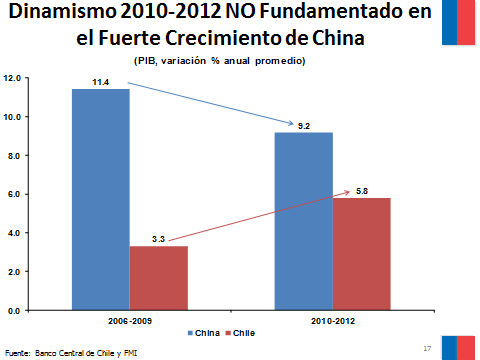 Dinamismo 2010-2012 NO Fundamentado en
el Fuerte Crecimiento de China
(PIB, variación % anual promedio)
12.0
11.4
10.0
9.2
8.0
6.0
5.8
4.0
3.3
2.0
0.0
2006-2009
2010-2012
China
Chile
Fuente: Banco Central de Chile y FMI
17